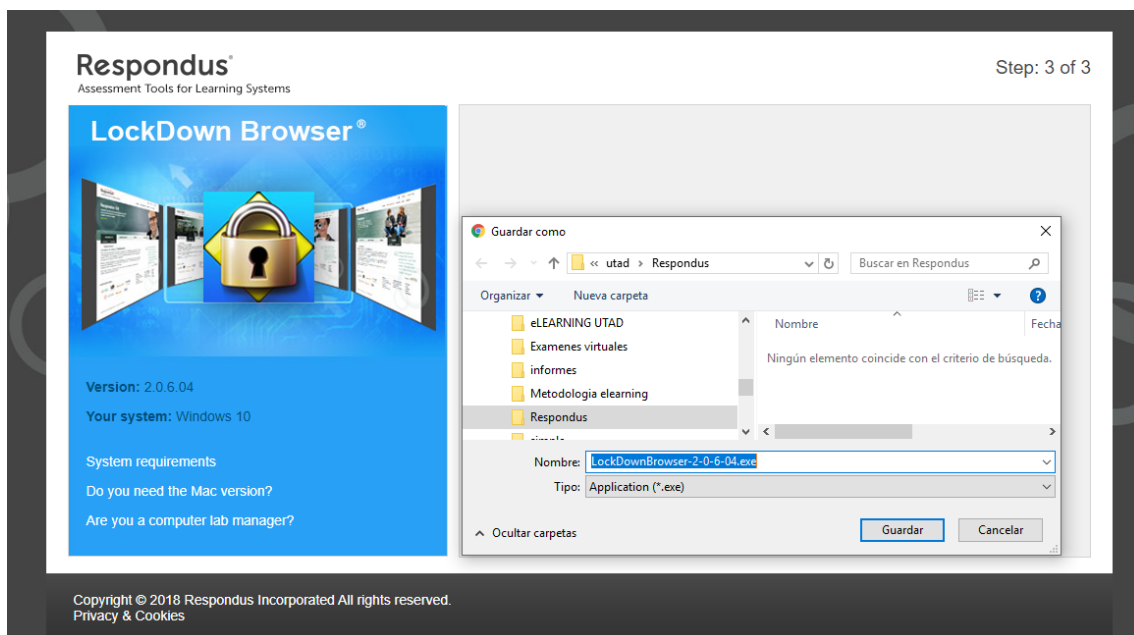 Respondus®
Assessment Tools for Learning Systems
Step: 3 of 3
LockDown Browser®
Version: 2.0.6.04
Your system: Windows 10
System requirements
Do you need the Mac version?
Are you a computer lab manager?
Guardar como
« utad › Respondus
Buscar en Respondus
Organizar
Nueva carpeta
eLEARNING UTAD
Examenes virtuales
informes
Metodologia elearning
Respondus
Nombre
Fecha
Ningún elemento coincide con el criterio de búsqueda.
Nombre: LockDownBrowser-2-0-6-04.exe
Tipo: Application (*.exe)
Ocultar carpetas
Guardar
Cancelar
Copyright © 2018 Respondus Incorporated All rights reserved.
Privacy & Cookies